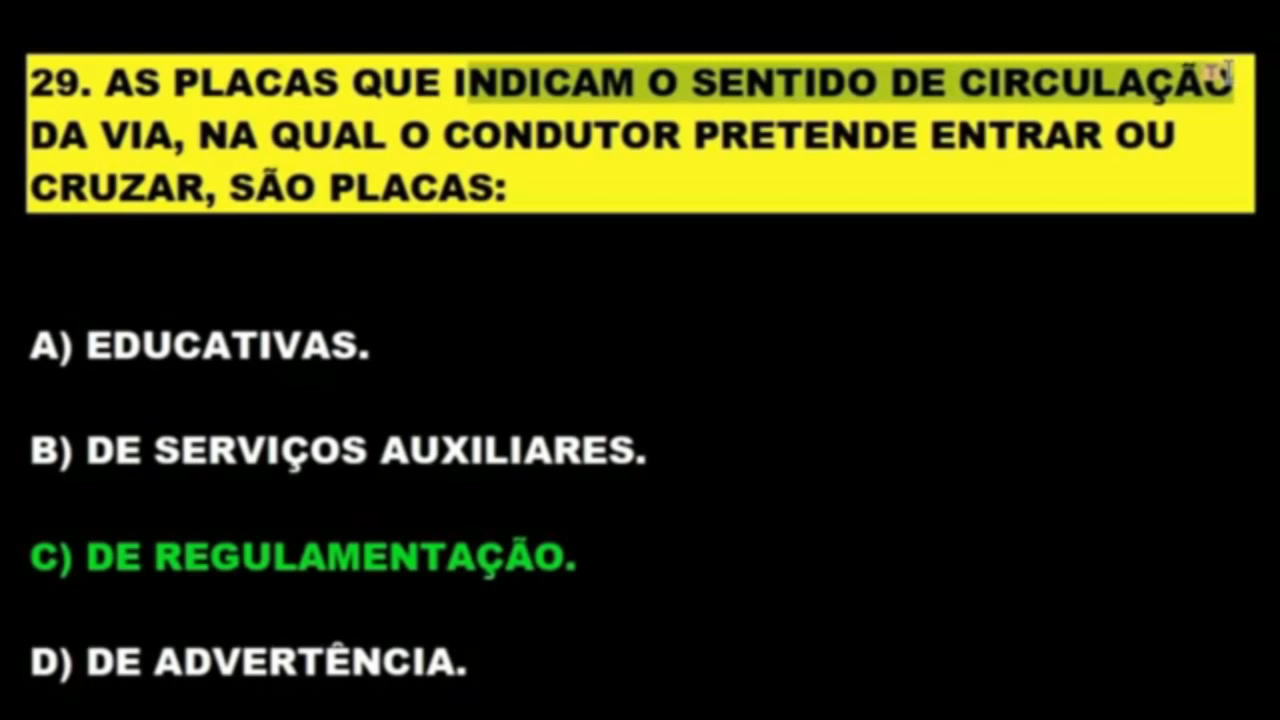 29. AS PLACAS QUE INDICAM O SENTIDO DE CIRCULAÇÃO
DA VIA, NA QUAL O CONDUTOR PRETENDE ENTRAR OU
CRUZAR, SÃO PLACAS:
A) EDUCATIVAS.
B) DE SERVIÇOS AUXILIARES.
C) DE REGULAMENTAÇÃO.
D) DE ADVERTÊNCIA.